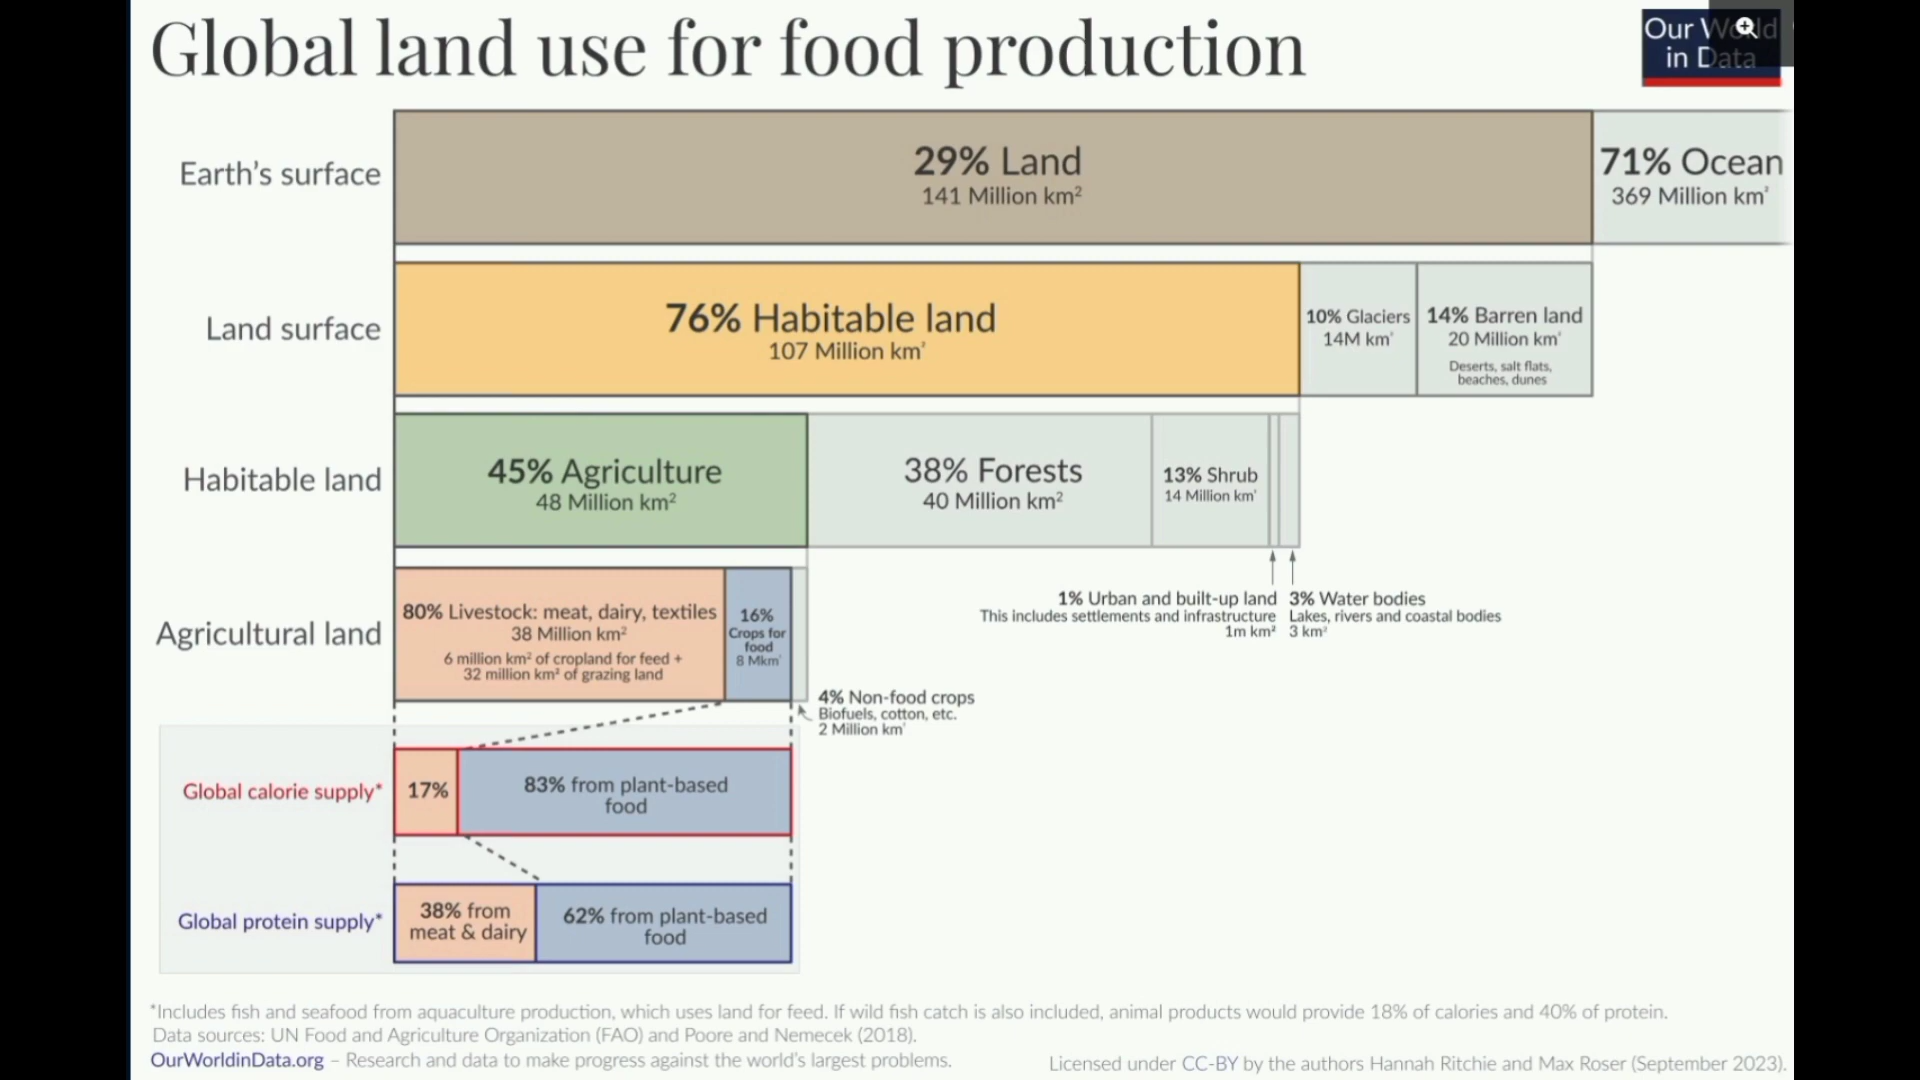 Global land use for food production
Our World
in Data
Earth's surface
29% Land
141 Million km²
71% Ocean
369 Million km²
Land surface
76% Habitable land
107 Million km²
10% Glaciers
14M km²
14% Barren land
20 Million km²
Deserts, salt flats,
beaches, dunes
Habitable land
45% Agriculture
48 Million km²
38% Forests
40 Million km²
13% Shrub
14 Million km²
1% Urban and built-up land
This includes settlements and infrastructure
1m km²
3% Water bodies
Lakes, rivers and coastal bodies
3 km²
Agricultural land
80% Livestock: meat, dairy, textiles
38 Million km²
6 million km² of cropland for feed +
32 million km² of grazing land
16%
Crops for
food
8 Mkm²
4% Non-food crops
Biofuels, cotton, etc.
2 Million km²
Global calorie supply*
17%
83% from plant-based
food
Global protein supply*
38% from
meat & dairy
62% from plant-based
food
*Includes fish and seafood from aquaculture production, which uses land for feed. If wild fish catch is also included, animal products would provide 18% of calories and 40% of protein.
Data sources: UN Food and Agriculture Organization (FAO) and Poore and Nemecek (2018).
OurWorldinData.org – Research and data to make progress against the world's largest problems.
Licensed under CC-BY by the authors Hannah Ritchie and Max Roser (September 2023).